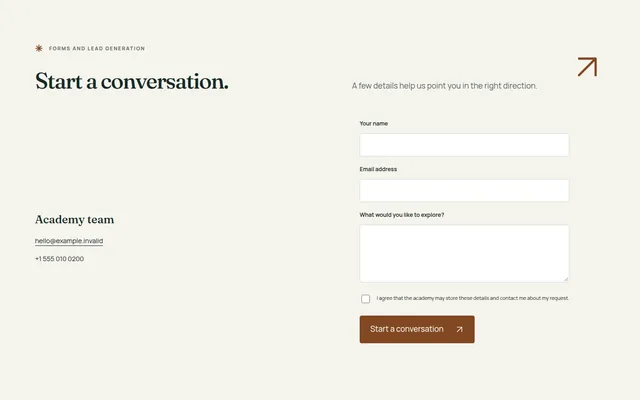 FORMS AND LEAD GENERATION
Start a conversation.
A few details help us point you in the right direction.
Your name
Email address
What would you like to explore?
I agree that the academy may store these details and contact me about my request.
Start a conversation
Academy team
hello@example.invalid
+1 555 010 0200